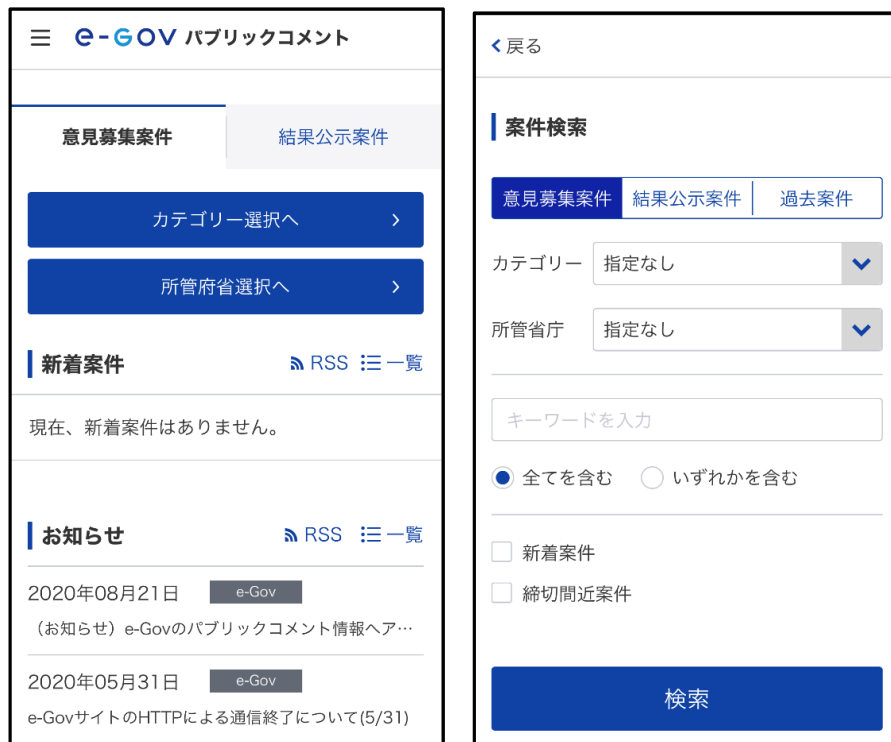 e-GOV パブリックコメント
意見募集案件
結果公示案件
カテゴリー選択へ
所管府省選択へ
新着案件 RSS 一覧
現在、新着案件はありません。
お知らせ RSS 一覧
2020年08月21日 e-Gov
（お知らせ）e-Govのパブリックコメント情報へア…
2020年05月31日 e-Gov
e-GovサイトのHTTPによる通信終了について(5/31)
戻る
案件検索
意見募集案件 結果公示案件 過去案件
カテゴリー 指定なし
所管省庁 指定なし
キーワードを入力
全てを含む いずれかを含む
新着案件
締切間近案件
検索